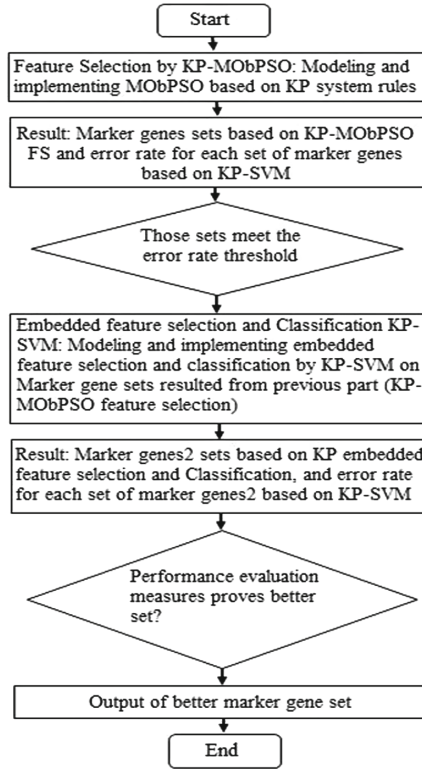 Start
Feature Selection by KP-MObPSO: Modeling and
implementing MObPSO based on KP system rules
Result: Marker genes sets based on KP-MObPSO
FS and error rate for each set of marker genes
based on KP-SVM
Those sets meet the
error rate threshold
Embedded feature selection and Classification KP-
SVM: Modeling and implementing embedded
feature selection and classification by KP-SVM on
Marker gene sets resulted from previous part (KP-
MObPSO feature selection)
Result: Marker genes2 sets based on KP embedded
feature selection and Classification, and error rate
for each set of marker genes2 based on KP-SVM
Performance evaluation
measures proves better
set?
Output of better marker gene set
End